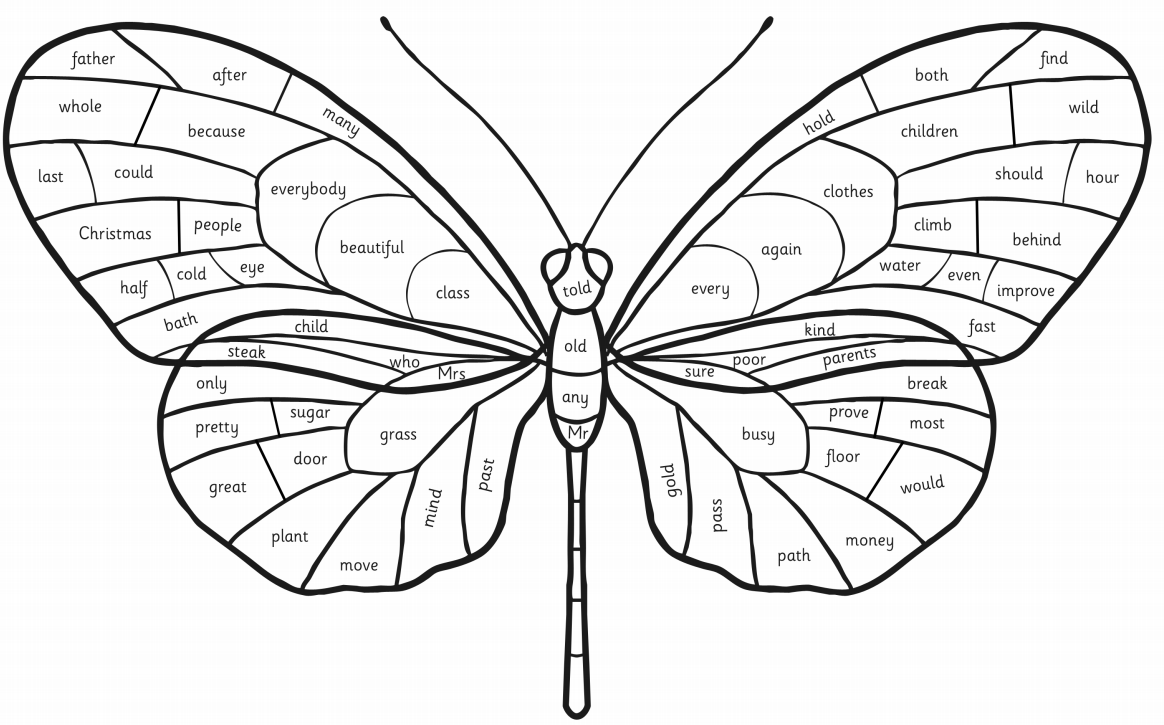 father
after
many
whole
because
last
could
everybody
Christmas
people
beautiful
half
cold
eye
class
bath
child
steak
who
Mrs
only
sugar
pretty
grass
door
great
plant
move
mind
past
told
old
any
Mr
hold
both
find
children
wild
should
hour
clothes
climb
behind
again
water
even
improve
every
fast
kind
poor
parents
sure
break
prove
most
busy
floor
would
money
path
pass
gold